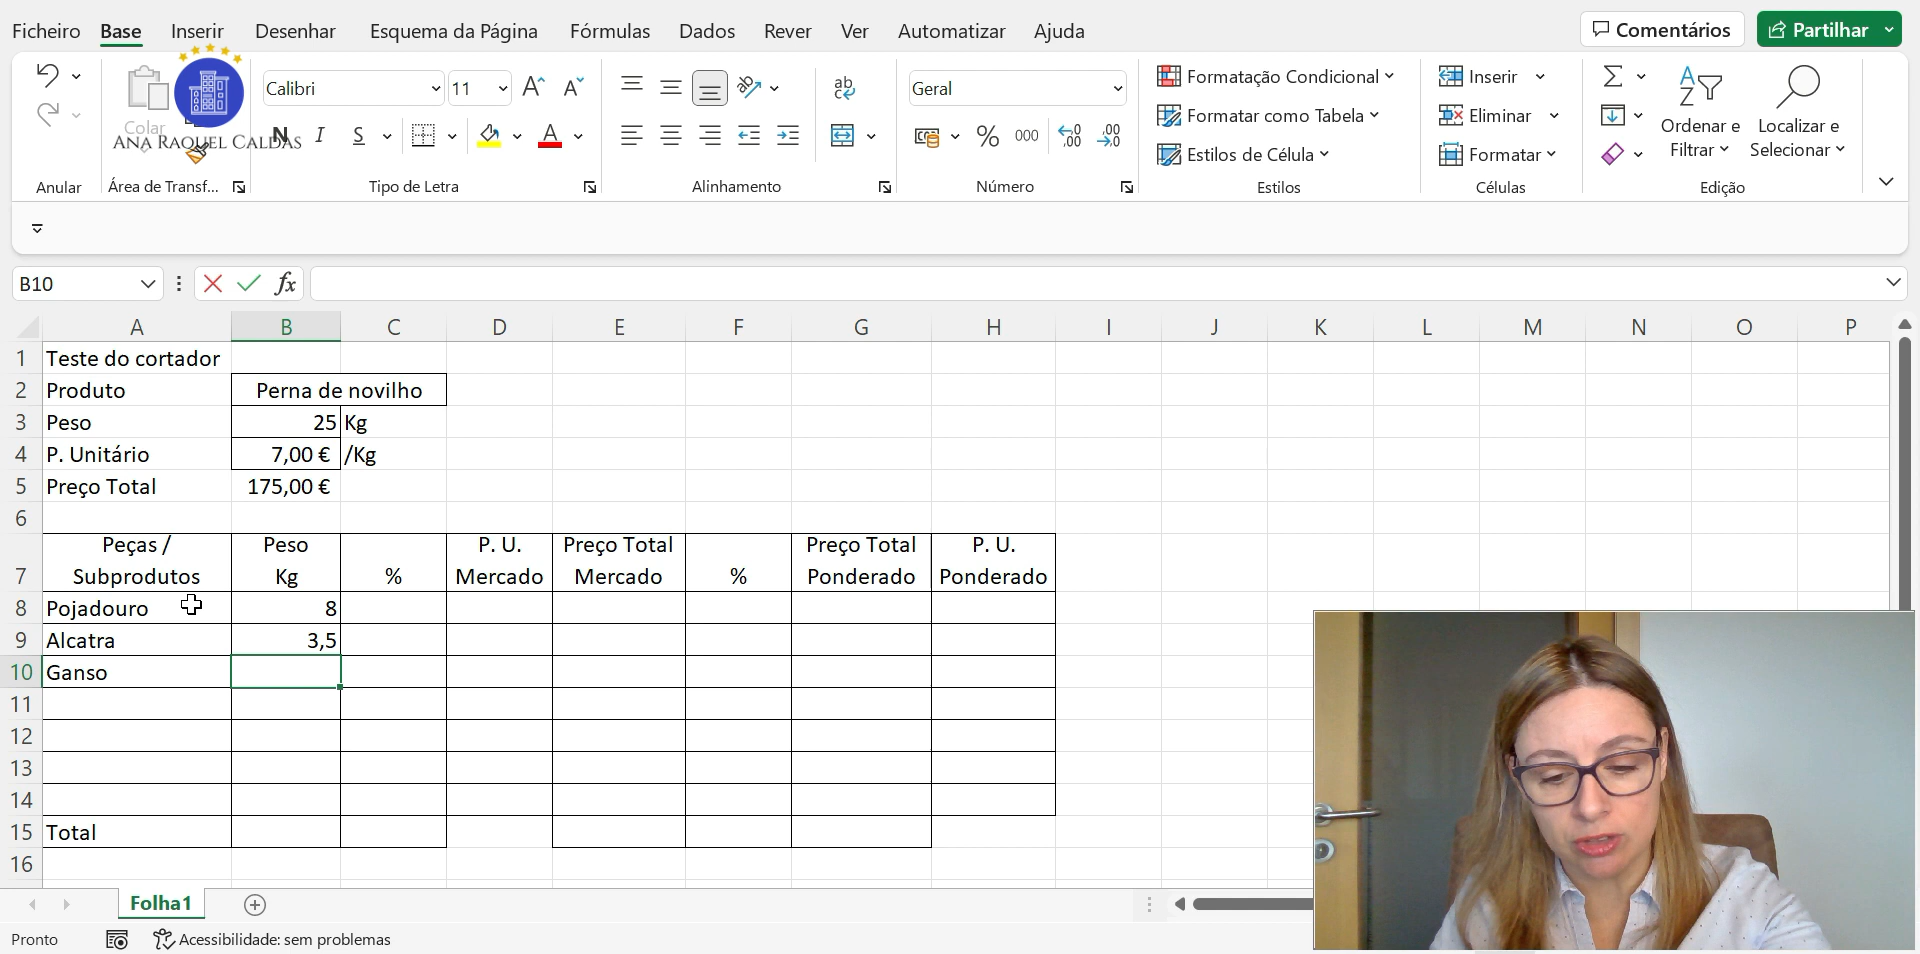 Ficheiro Base Inserir Desenhar Esquema da Página Fórmulas Dados Rever Ver Automatizar Ajuda Comentários Partilhar
Calibri 11 Geral Formatação Condicional Inserir
Formatar como Tabela Eliminar Ordenar e Localizar e
Colar N I S % 000 Estilos de Célula Formatar Filtrar Selecionar
ANA RAQUEL CALDAS
Anular Área de Transf... Tipo de Letra Alinhamento Número Estilos Células Edição
B10 fx
A B C D E F G H I J K L M N O P
1 Teste do cortador
2 Produto Perna de novilho
3 Peso 25 Kg
4 P. Unitário 7,00 € /Kg
5 Preço Total 175,00 €
6
Peças / Peso P. U. Preço Total Preço Total P. U.
7 Subprodutos Kg % Mercado Mercado % Ponderado Ponderado
8 Pojadouro 8
9 Alcatra 3,5
10 Ganso
11
12
13
14
15 Total
16
Folha1
Pronto Acessibilidade: sem problemas